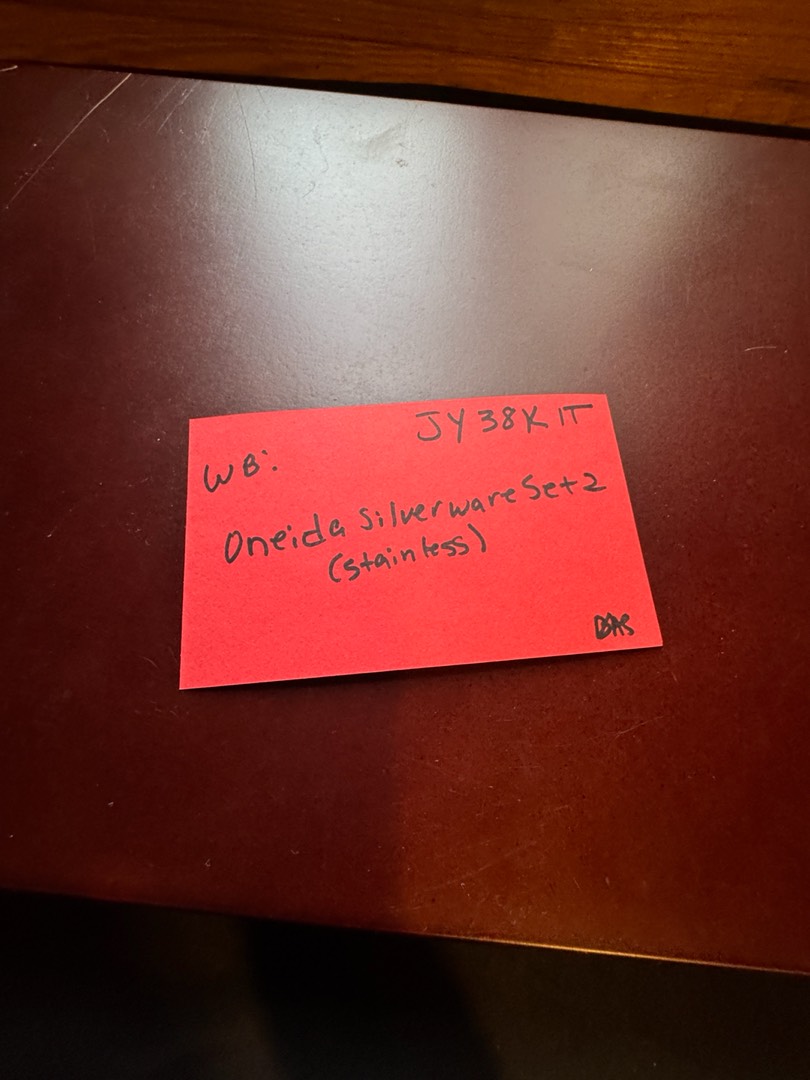 JY38KIT
WB:
Oneida Silverware Set 2
(stainless)